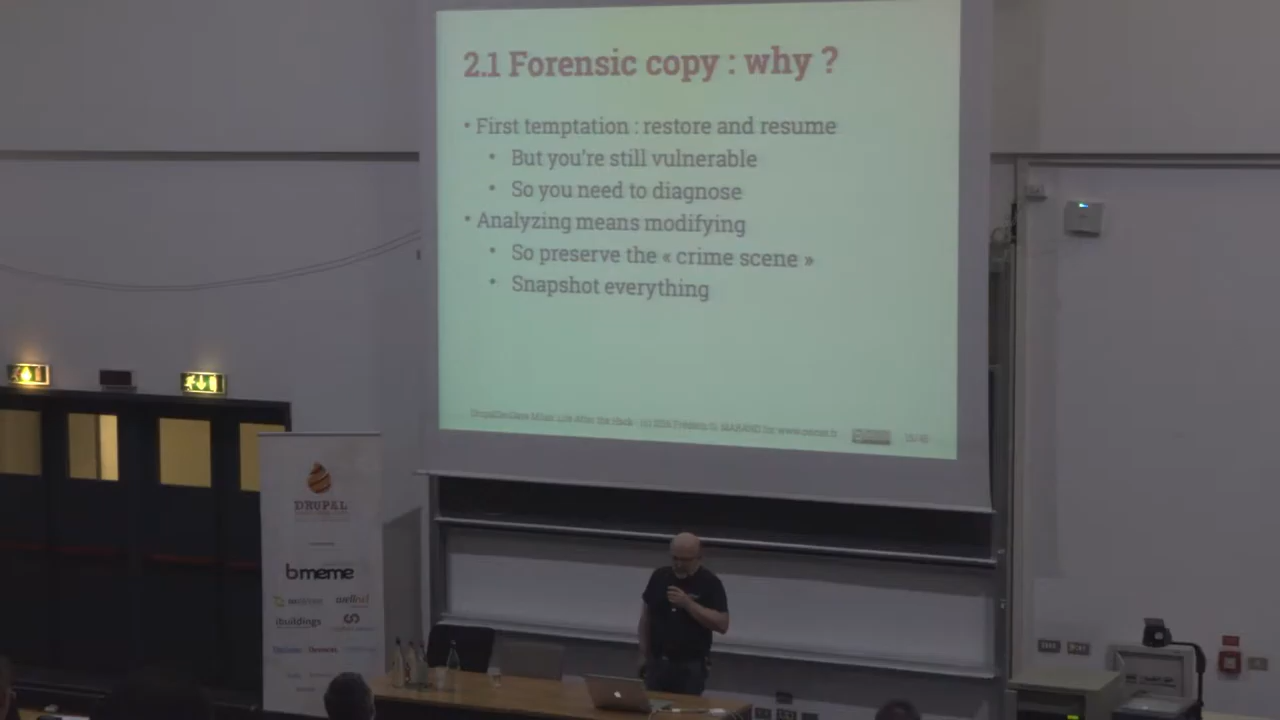 2.1 Forensic copy : why ?
• First temptation : restore and resume
• But you're still vulnerable
• So you need to diagnose
• Analyzing means modifying
• So preserve the « crime scene »
• Snapshot everything
DRUPAL
bmeme
wellnet
ibuildings